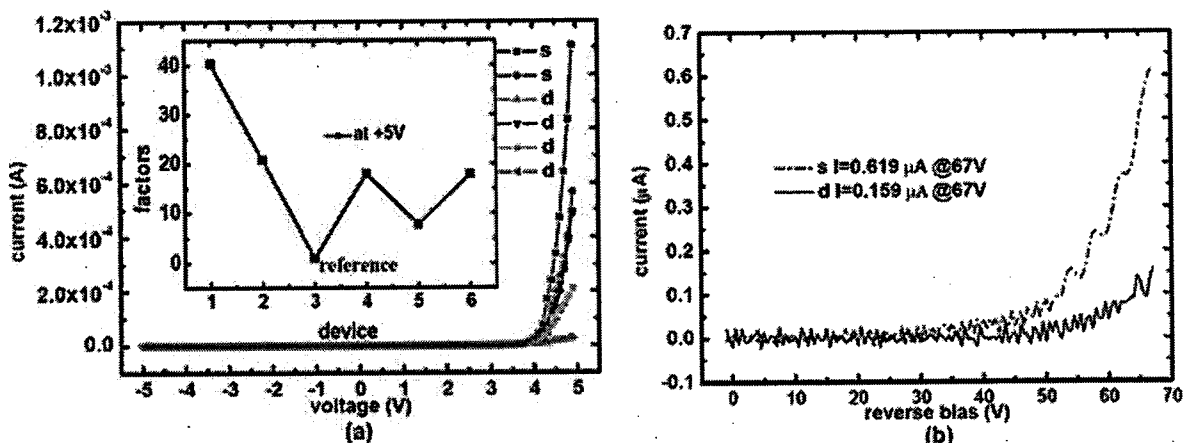 1.2x10⁻³
1.0x10⁻³
8.0x10⁻⁴
6.0x10⁻⁴
4.0x10⁻⁴
2.0x10⁻⁴
0.0
current (A)
-5 -4 -3 -2 -1 0 1 2 3 4 5
voltage (V)
(a)
40
30
20
10
0
factors
at +5V
reference
1 2 3 4 5 6
device
s
s
d
d
d
d
0.7
0.6
0.5
0.4
0.3
0.2
0.1
0.0
-0.1
current (µA)
s I=0.619 µA @67V
d I=0.159 µA @67V
0 10 20 30 40 50 60 70
reverse bias (V)
(b)